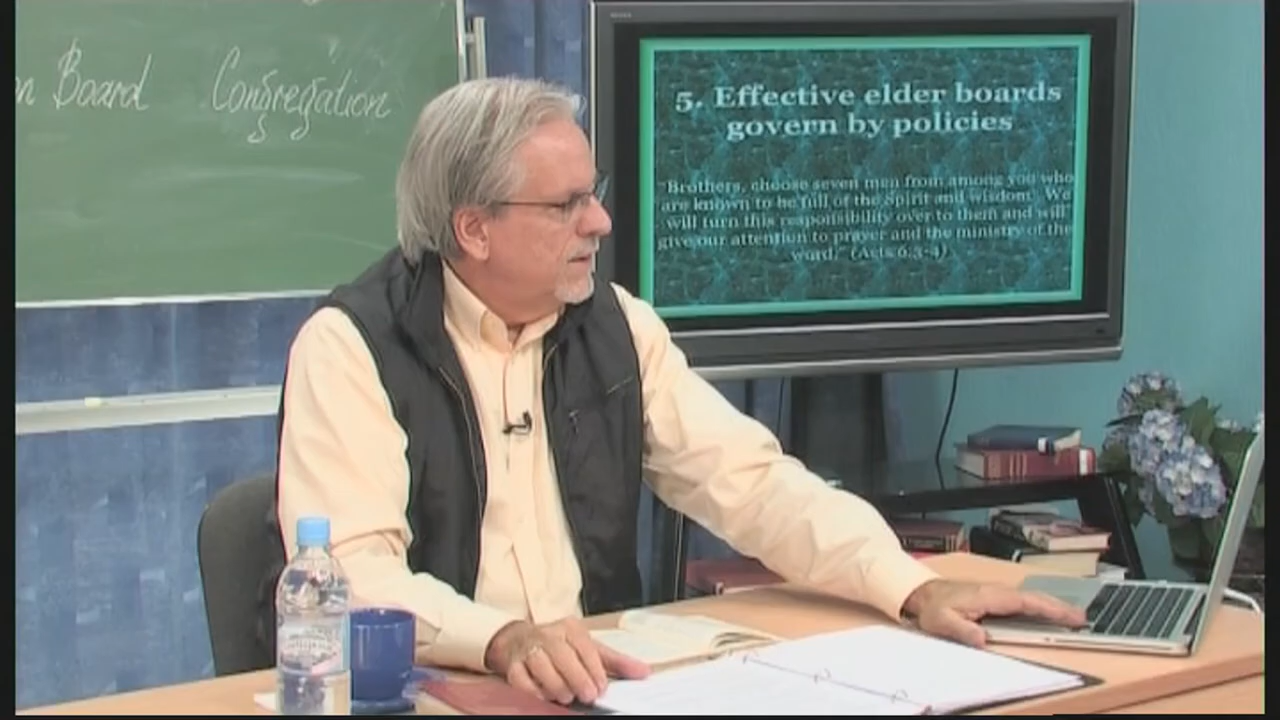 n Board Congregation
5. Effective elder boards
govern by policies
"Brothers, choose seven men from among you who
are known to be full of the Spirit and wisdom. We
will turn this responsibility over to them and will
give our attention to prayer and the ministry of the
word." (Acts 6:3-4)